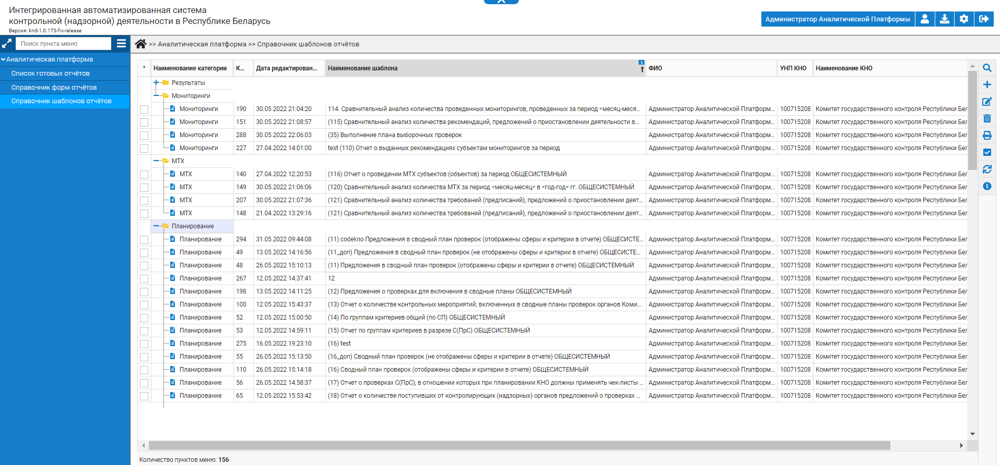 Интегрированная автоматизированная система
контрольной (надзорной) деятельности в Республике Беларусь
Версия: knd-1.0.173-fix-release
Администратор Аналитической Платформы
Поиск пункта меню
>> Аналитическая платформа >> Справочник шаблонов отчётов
Аналитическая платформа
Список готовых отчётов
Справочник форм отчётов
Справочник шаблонов отчётов
* Наименование категории К... Дата редактирован... Наименование шаблона 1 ФИО УНП КНО Наименование КНО
Результаты
Мониторинги
Мониторинги 190 30.05.2022 21:04:20 114. Сравнительный анализ количества проведенных мониторингов, проведенных за период <месяц-меся... Администратор Аналитической Платформ... 100715208 Комитет государственного контроля Республики Бел
Мониторинги 151 30.05.2022 21:08:57 (115) Сравнительный анализ количества рекомендаций, предложений о приостановлении деятельности в... Администратор Аналитической Платформ... 100715208 Комитет государственного контроля Республики Бел
Мониторинги 288 30.05.2022 22:06:03 (35) Выполнение плана выборочных проверок Администратор Аналитической Платформ... 100715208 Комитет государственного контроля Республики Бел
Мониторинги 227 27.04.2022 14:01:00 test (110) Отчет о выданных рекомендациях субъектам мониторингов за период Администратор Аналитической Платформ... 100715208 Комитет государственного контроля Республики Бел
МТХ
МТХ 140 27.04.2022 12:20:53 (116) Отчет о проведении МТХ субъектов (объектов) за период ОБЩЕСИСТЕМНЫЙ Администратор Аналитической Платформ... 100715208 Комитет государственного контроля Республики Бел
МТХ 149 30.05.2022 21:06:06 (120) Сравнительный анализ количества МТХ за период <месяц-месяц> в <год-год> гг. ОБЩЕСИСТЕМНЫЙ Администратор Аналитической Платформ... 100715208 Комитет государственного контроля Республики Бел
МТХ 207 30.05.2022 21:07:36 (121) Сравнительный анализ количества требований (предписаний), предложений о приостановлении деят... Администратор Аналитической Платформ... 100715208 Комитет государственного контроля Республики Бел
МТХ 148 21.04.2022 13:29:16 (121) Сравнительный анализ количества требований (предписаний), предложений о приостановлении деят... Администратор Аналитической Платформ... 100715208 Комитет государственного контроля Республики Бел
Планирование
Планирование 294 31.05.2022 09:44:08 (11) codekno Предложения в сводный план проверок (отображены сферы и критерии в отчете) ОБЩЕСИСТЕ... Администратор Аналитической Платформ... 100715208 Комитет государственного контроля Республики Бел
Планирование 49 13.05.2022 14:16:56 (11_доп) Предложения в сводный план проверок (не отображены сферы и критерии в отчете) ОБЩЕСИСТЕ... Администратор Аналитической Платформ... 100715208 Комитет государственного контроля Республики Бел
Планирование 48 26.05.2022 15:10:13 (11) Предложения в сводный план проверок (отображены сферы и критерии в отчете) ОБЩЕСИСТЕМНЫЙ Администратор Аналитической Платформ... 100715208 Комитет государственного контроля Республики Бел
Планирование 267 12.05.2022 14:37:41 12 Администратор Аналитической Платформ... 100715208 Комитет государственного контроля Республики Бел
Планирование 198 13.05.2022 14:11:25 (12) Предложения о проверках для включения в сводные планы ОБЩЕСИСТЕМНЫЙ Администратор Аналитической Платформ... 100715208 Комитет государственного контроля Республики Бел
Планирование 100 12.05.2022 15:43:37 (13) Отчет о количестве контрольных мероприятий, включенных в сводные планы проверок органов Коми... Администратор Аналитической Платформ... 100715208 Комитет государственного контроля Республики Бел
Планирование 52 12.05.2022 15:00:50 (14) По группам критериев общий (по СП) ОБЩЕСИСТЕМНЫЙ Администратор Аналитической Платформ... 100715208 Комитет государственного контроля Республики Бел
Планирование 53 12.05.2022 14:59:11 (15) Отчет по группам критериев в разрезе С(ПрС) ОБЩЕСИСТЕМНЫЙ Администратор Аналитической Платформ... 100715208 Комитет государственного контроля Республики Бел
Планирование 275 16.05.2022 19:23:10 (16) test Администратор Аналитической Платформ... 100715208 Комитет государственного контроля Республики Бел
Планирование 55 26.05.2022 15:13:50 (16_доп) Сводный план проверок (не отображены сферы и критерии в отчете) ОБЩЕСИСТЕМНЫЙ Администратор Аналитической Платформ... 100715208 Комитет государственного контроля Республики Бел
Планирование 110 26.05.2022 15:14:18 (16) Сводный план проверок (отображены сферы и критерии в отчете) ОБЩЕСИСТЕМНЫЙ Администратор Аналитической Платформ... 100715208 Комитет государственного контроля Республики Бел
Планирование 56 26.05.2022 14:58:37 (17) Отчет о проверках С(ПрС), в отношении которых при планировании КНО должны применять чек-листы ... Администратор Аналитической Платформ... 100715208 Комитет государственного контроля Республики Бел
Планирование 65 12.05.2022 15:53:42 (18) Отчет о количестве поступивших от контролирующих (надзорных) органов предложений о проверках ... Администратор Аналитической Платформ... 100715208 Комитет государственного контроля Республики Бел
Количество пунктов меню: 156